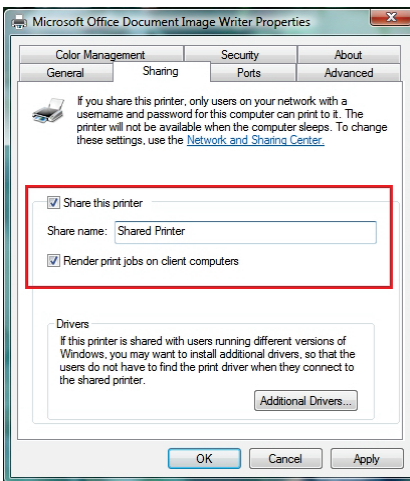 Microsoft Office Document Image Writer Properties
Color Management
Security
About
General
Sharing
Ports
Advanced
If you share this printer, only users on your network with a
username and password for this computer can print to it. The
printer will not be available when the computer sleeps. To change
these settings, use the Network and Sharing Center.
Share this printer
Share name: Shared Printer
Render print jobs on client computers
Drivers
If this printer is shared with users running different versions of
Windows, you may want to install additional drivers, so that the
users do not have to find the print driver when they connect to
the shared printer.
Additional Drivers...
OK
Cancel
Apply